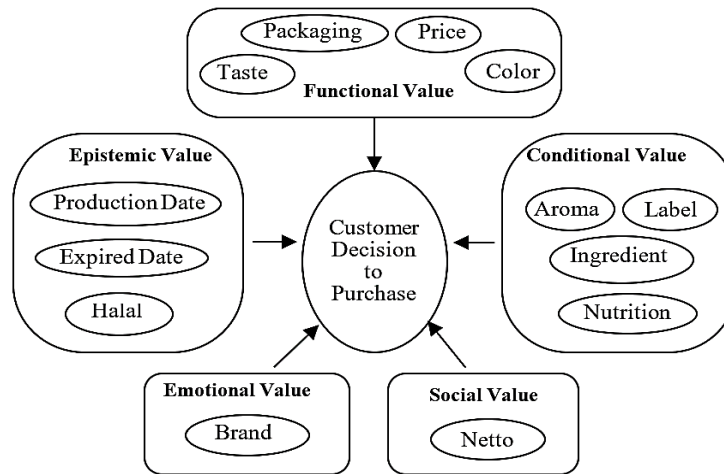 Packaging
Price
Taste
Color
Functional Value
Epistemic Value
Production Date
Expired Date
Halal
Customer
Decision
to
Purchase
Conditional Value
Aroma
Label
Ingredient
Nutrition
Emotional Value
Brand
Social Value
Netto